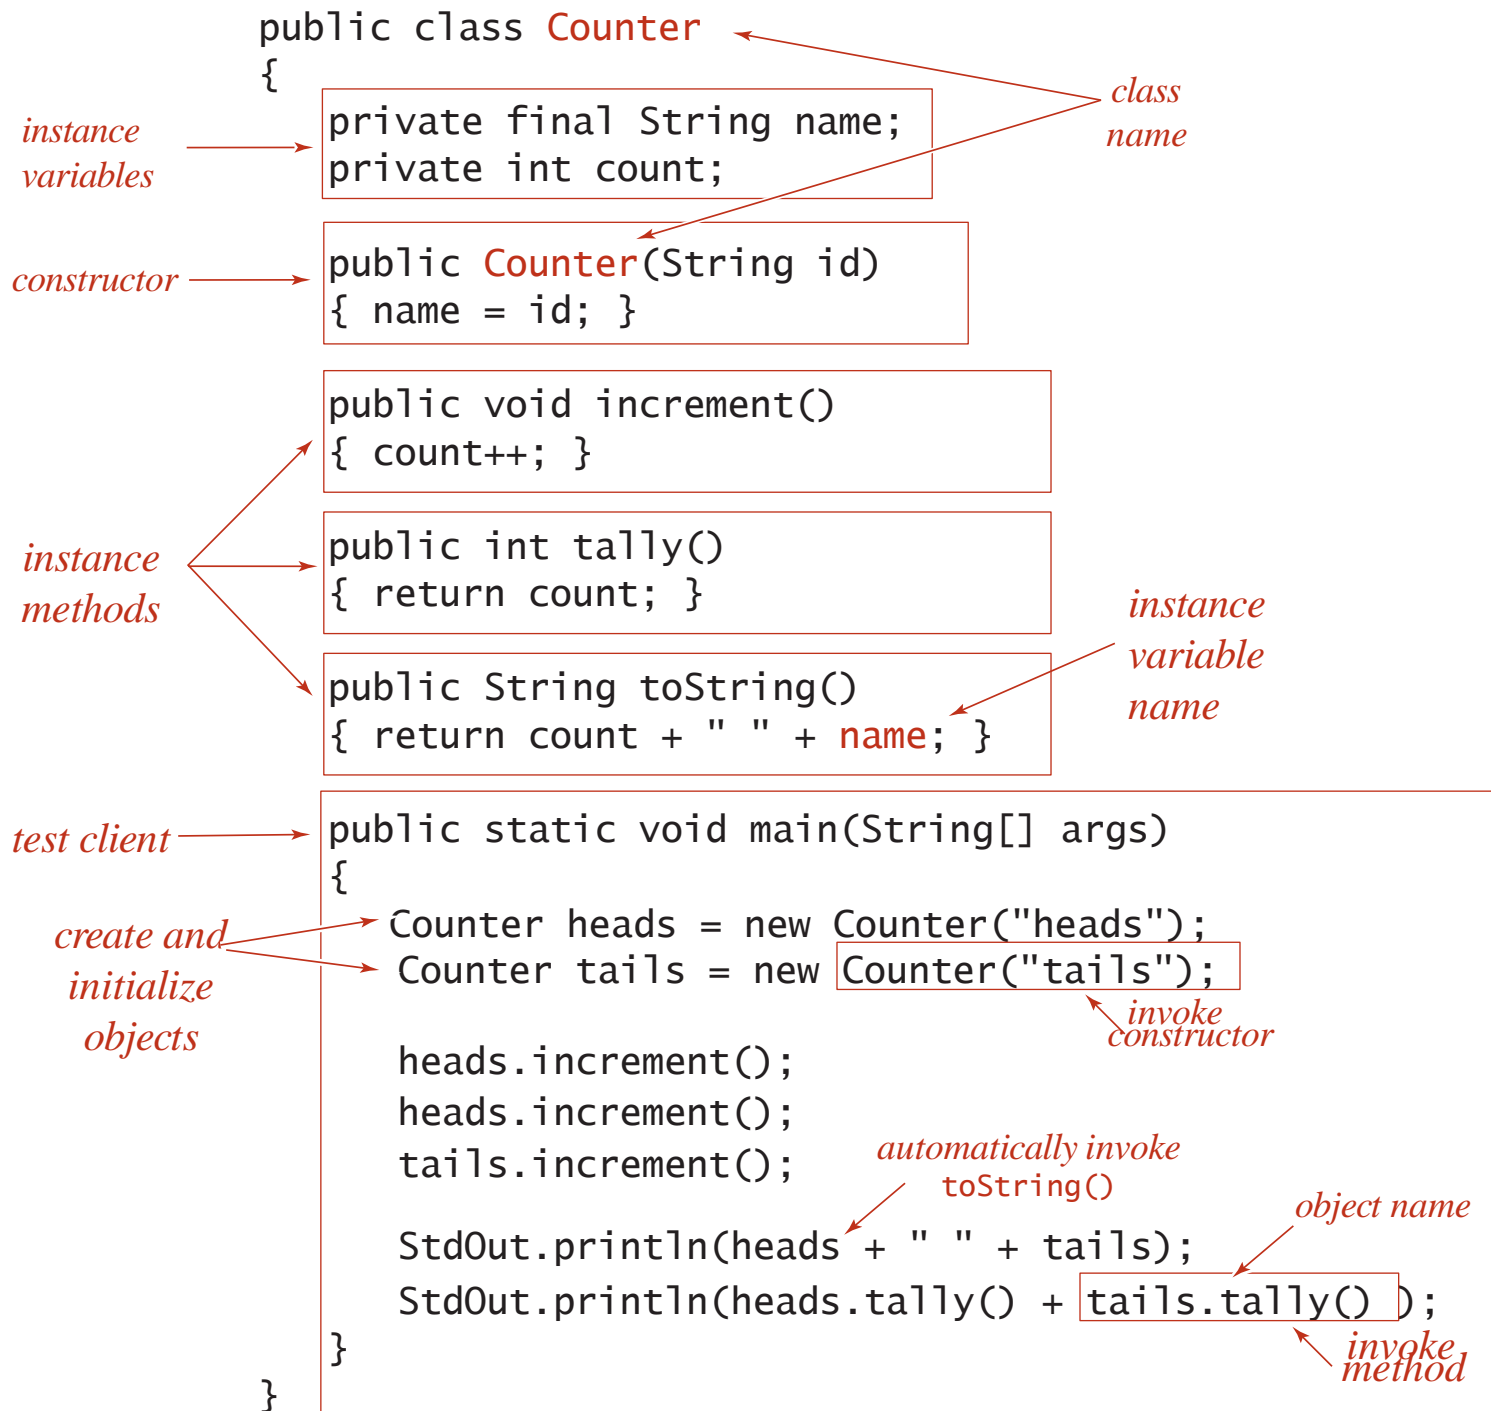 public class Counter
{
class
name
instance
variables
private final String name;
private int count;
constructor
public Counter(String id)
{ name = id; }
instance
methods
public void increment()
{ count++; }
public int tally()
{ return count; }
public String toString()
{ return count + " " + name; }
instance
variable
name
test client
public static void main(String[] args)
{
create and
initialize
objects
Counter heads = new Counter("heads");
Counter tails = new Counter("tails");
invoke
constructor
heads.increment();
heads.increment();
tails.increment();
automatically invoke
toString()
object name
StdOut.println(heads + " " + tails);
StdOut.println(heads.tally() + tails.tally() );
invoke
method
}
}